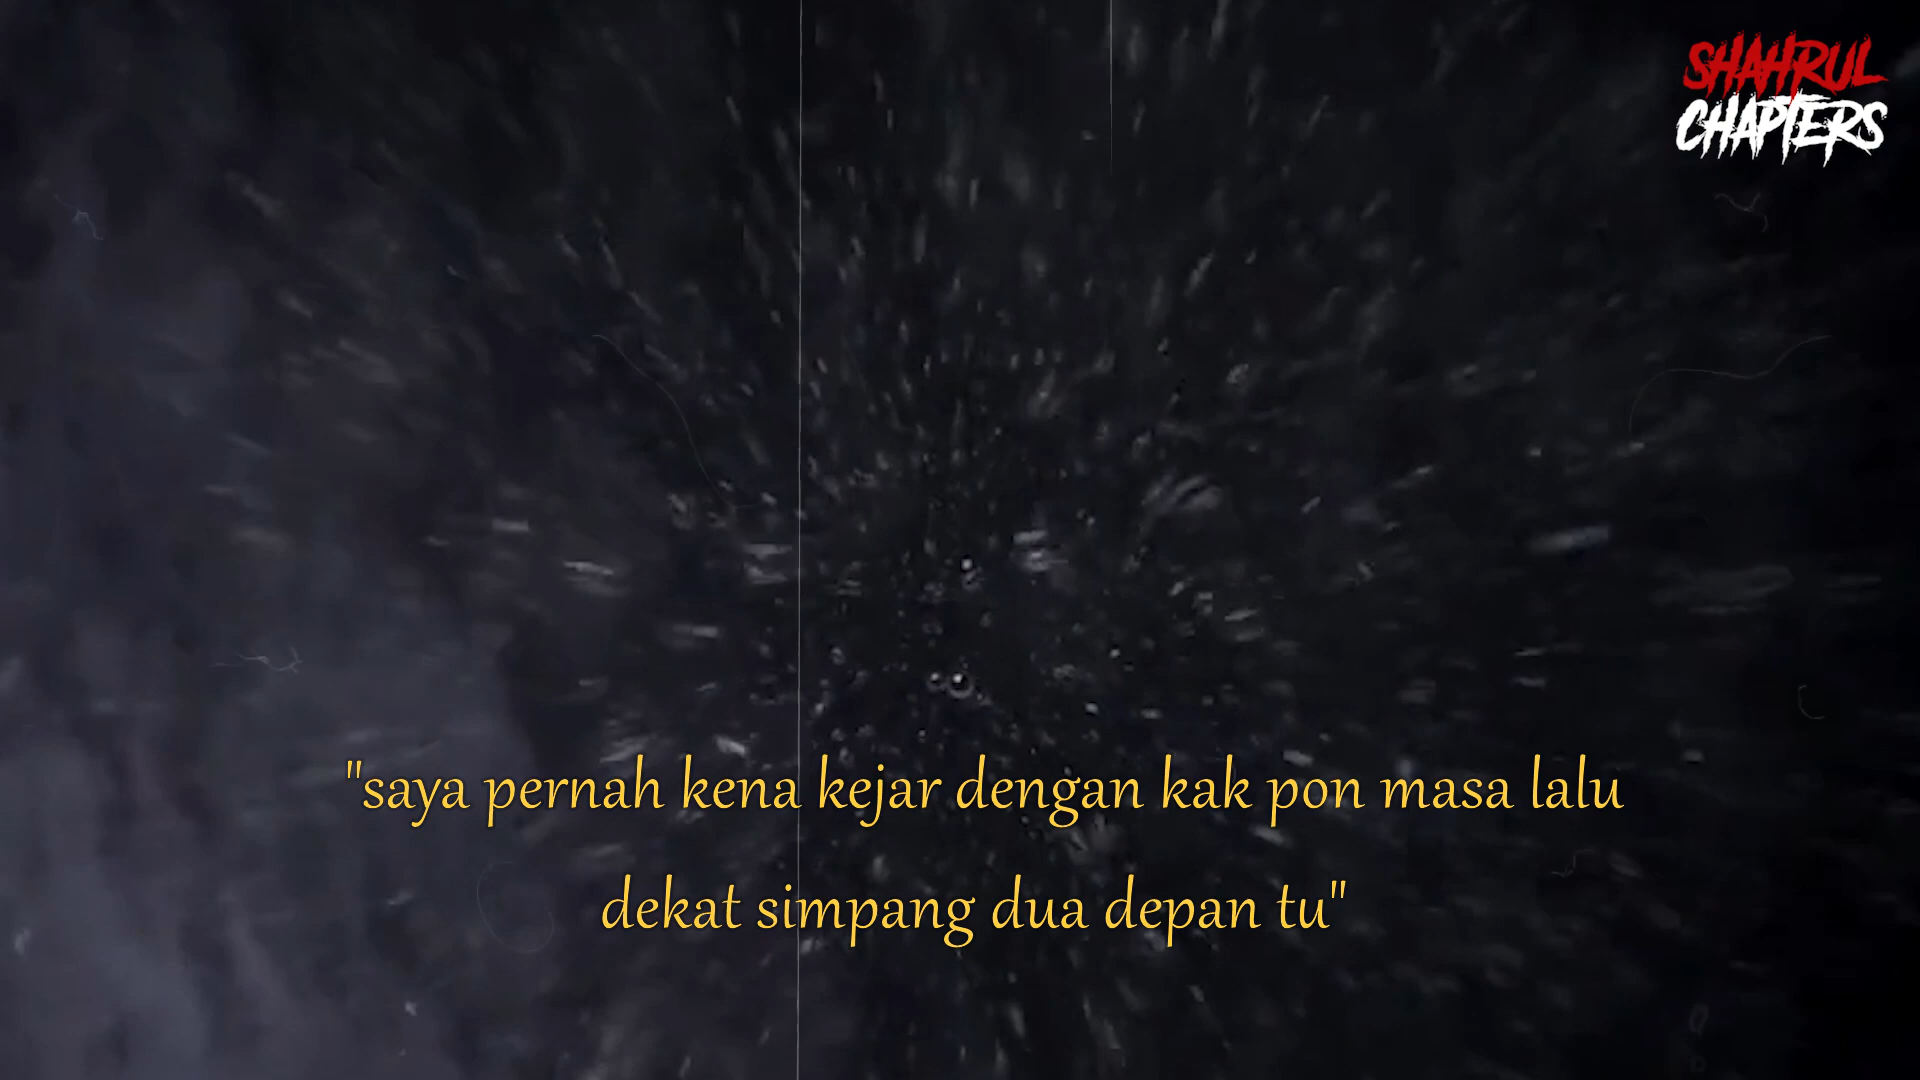 SHAHRUL
CHAPTERS
"saya pernah kena kejar dengan kak pon masa lalu
dekat simpang dua depan tu"